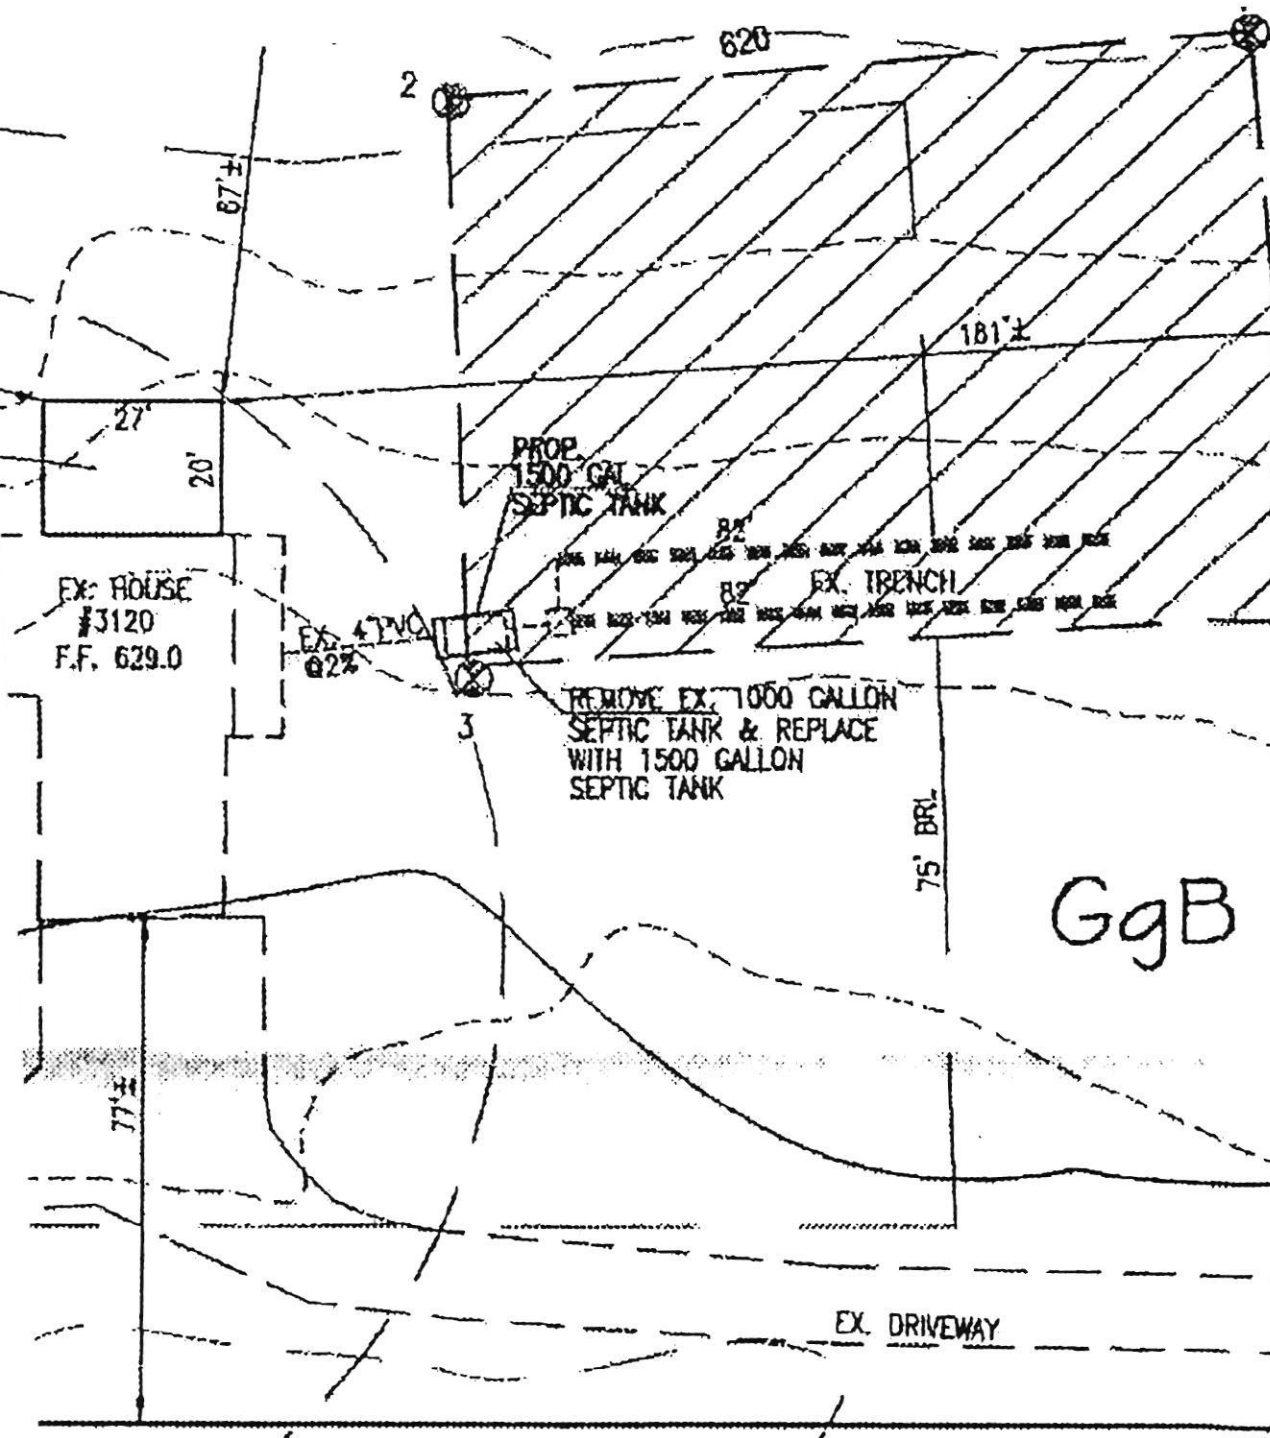 620
2
67'±
181'±
27'
20'
PROP.
1500 GAL.
SEPTIC TANK
82'
EX. TRENCH
82'
EX. HOUSE
#3120
F.F. 629.0
EX. 4"PVC
@2%
3
REMOVE EX. 1000 GALLON
SEPTIC TANK & REPLACE
WITH 1500 GALLON
SEPTIC TANK
75' BRL
GgB
77'±
EX. DRIVEWAY